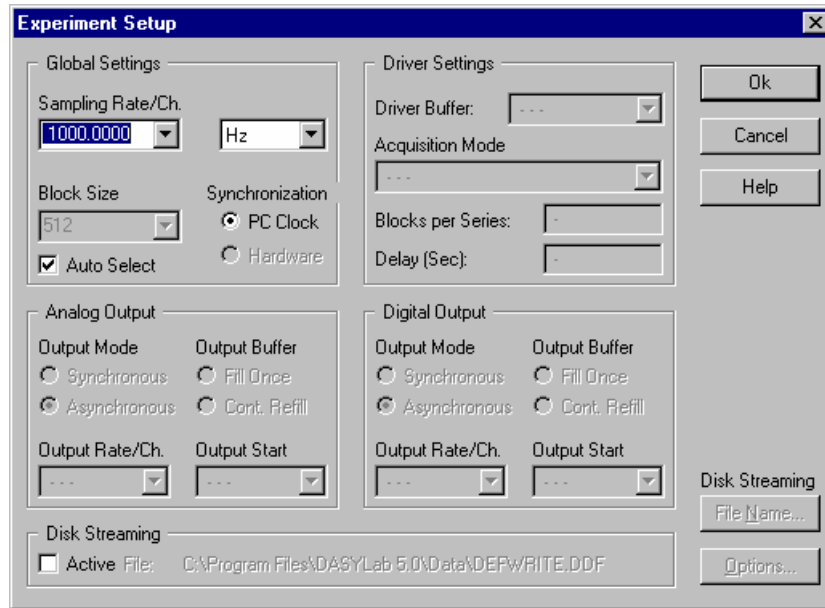 Experiment Setup
Global Settings
Sampling Rate/Ch.
1000.0000
Hz
Block Size
512
Auto Select
Synchronization
PC Clock
Hardware
Driver Settings
Driver Buffer: ---
Acquisition Mode
---
Blocks per Series: -
Delay (Sec): -
Ok
Cancel
Help
Analog Output
Output Mode
Synchronous
Asynchronous
Output Buffer
Fill Once
Cont. Refill
Output Rate/Ch.
---
Output Start
---
Digital Output
Output Mode
Synchronous
Asynchronous
Output Buffer
Fill Once
Cont. Refill
Output Rate/Ch.
---
Output Start
---
Disk Streaming
Active File: C:\Program Files\DASYLab 5.0\Data\DEFWRITE.DDF
Disk Streaming
File Name...
Options...